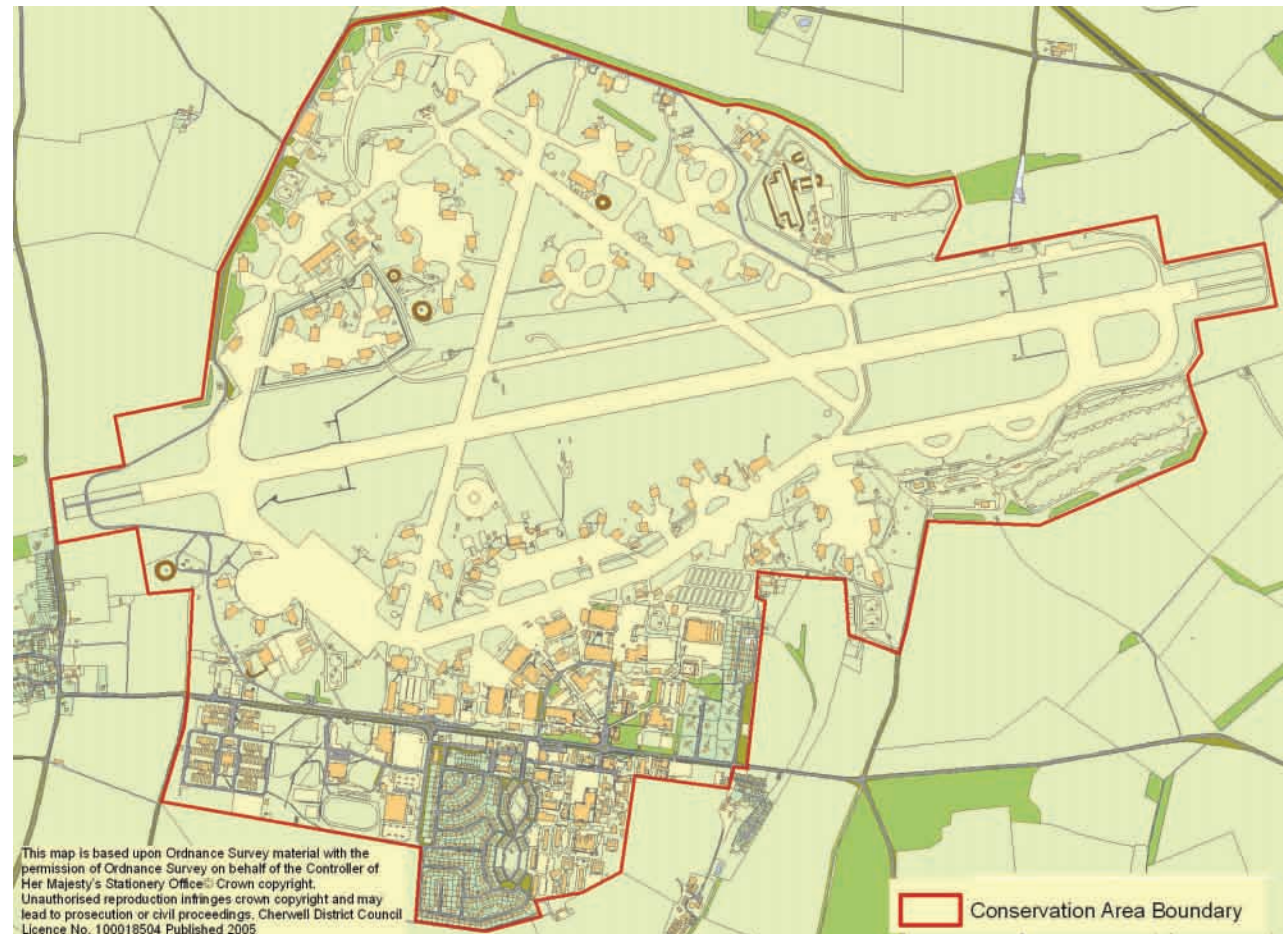 This map is based upon Ordnance Survey material with the
permission of Ordnance Survey on behalf of the Controller of
Her Majesty's Stationery Office© Crown copyright.
Unauthorised reproduction infringes crown copyright and may
lead to prosecution or civil proceedings. Cherwell District Council
Licence No. 100018504 Published 2005
Conservation Area Boundary